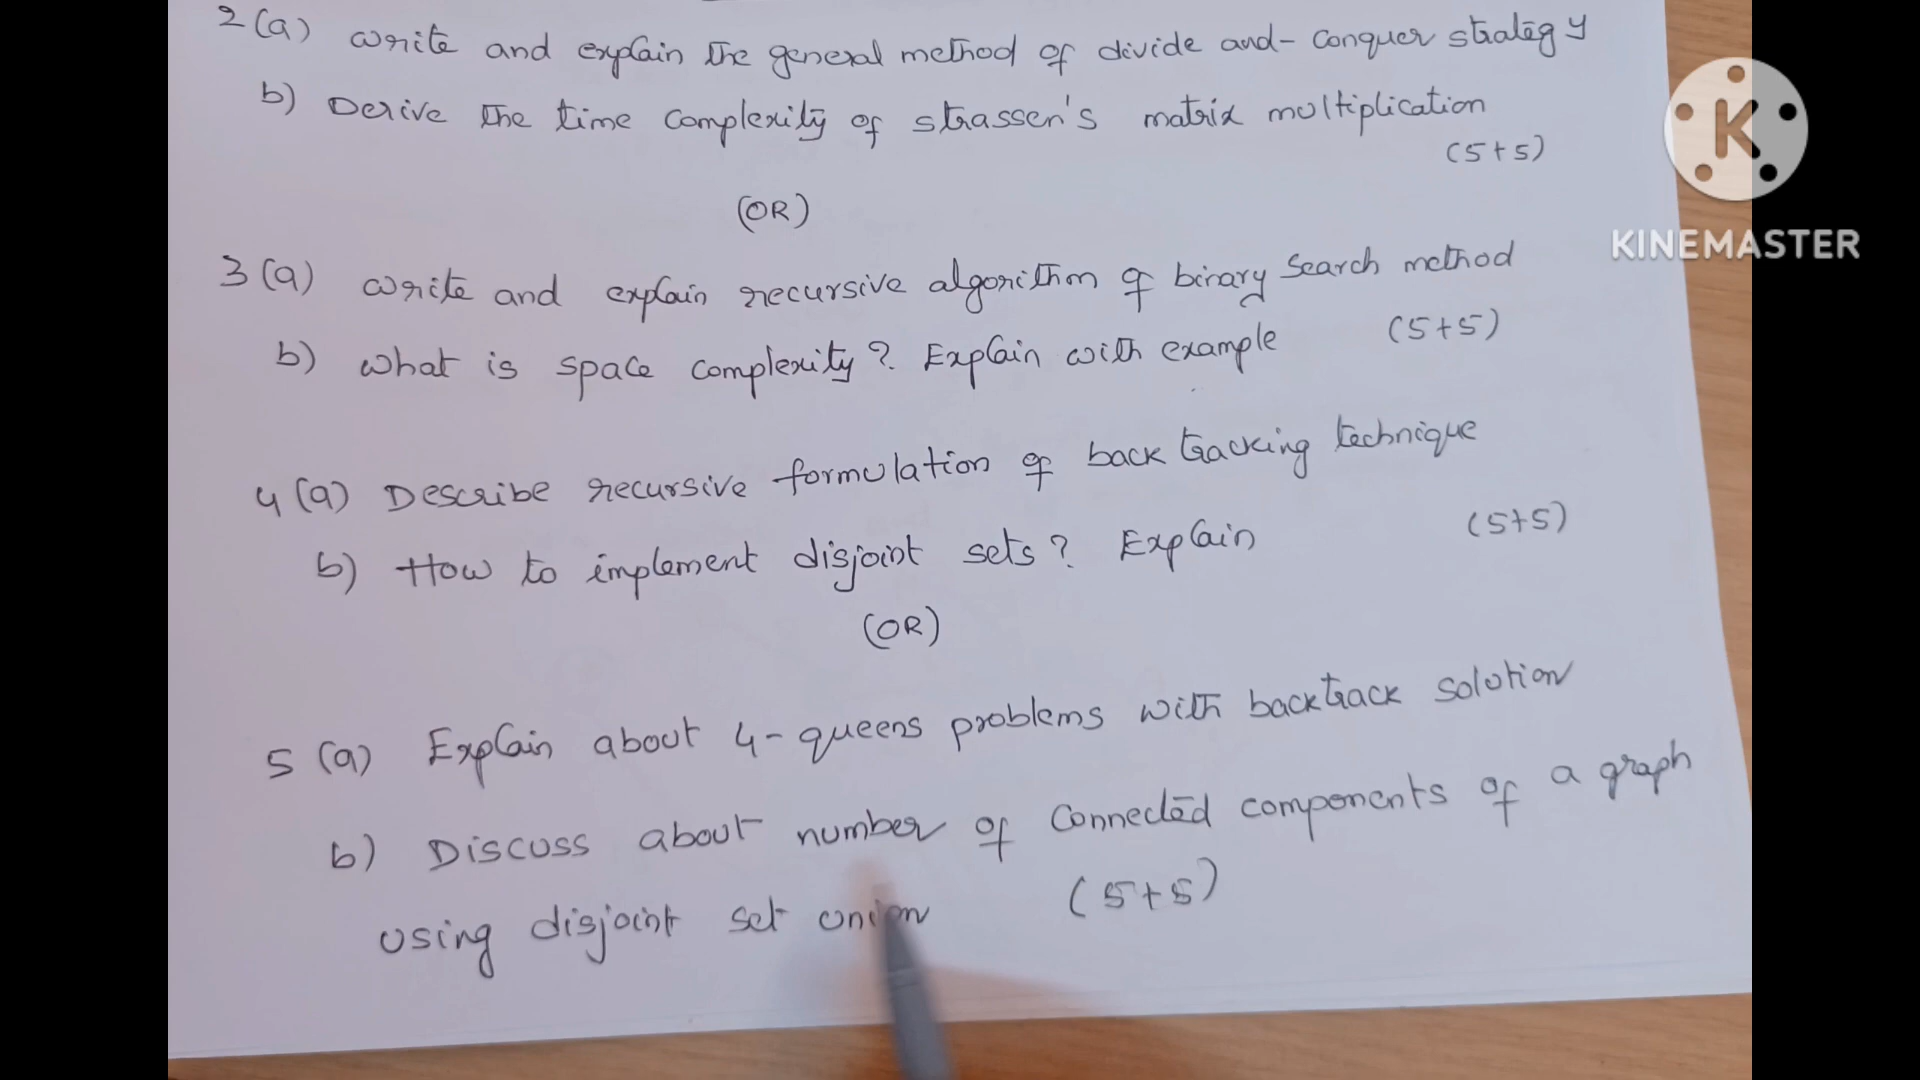 2 (a) write and explain the general method of divide and- conquer strategy
b) Derive the time complexity of strassen's matrix multiplication
(5+5)
(OR)
3 (a) write and explain recursive algorithm of binary search method
b) what is space complexity? Explain with example (5+5)
4 (a) Describe recursive formulation of back tracking technique
b) How to implement disjoint sets? Explain (5+5)
(OR)
5 (a) Explain about 4-queens problems with backtrack solution
b) Discuss about number of connected components of a graph
using disjoint set union (5+5)
K
KINEMASTER